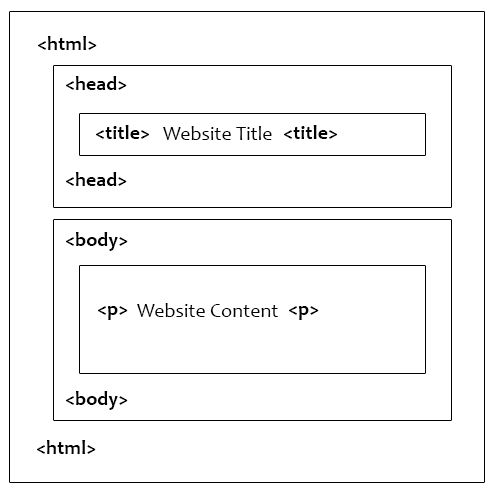 <html>
<head>
<title> Website Title <title>
<head>
<body>
<p> Website Content <p>
<body>
<html>